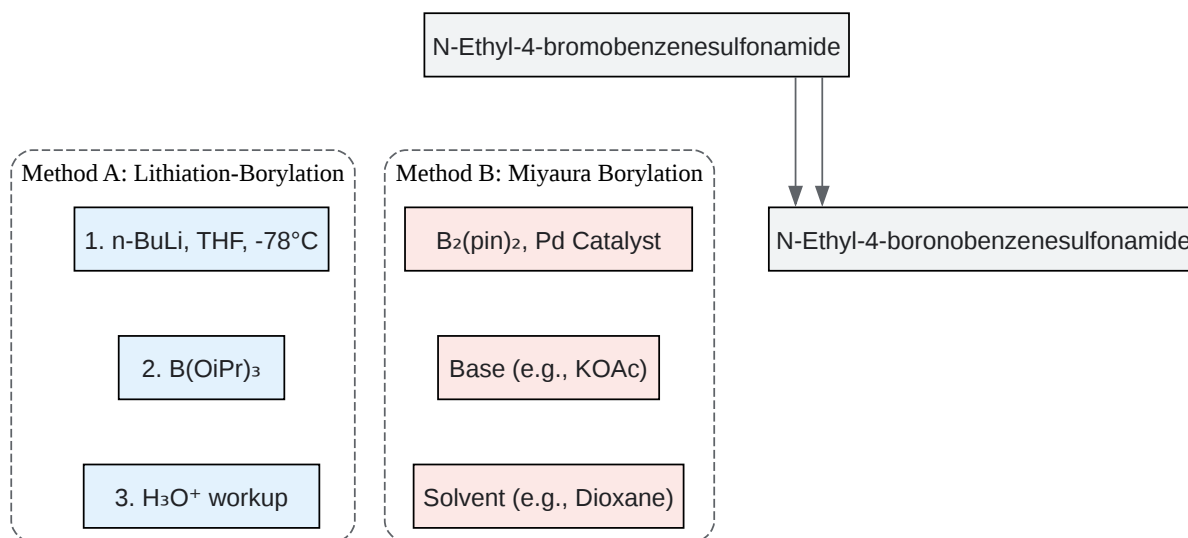 N-Ethyl-4-bromobenzenesulfonamide
Method A: Lithiation-Borylation
1. n-BuLi, THF, -78°C
2. B(OiPr)₃
3. H₃O⁺ workup
Method B: Miyaura Borylation
B₂(pin)₂, Pd Catalyst
Base (e.g., KOAc)
Solvent (e.g., Dioxane)
N-Ethyl-4-boronobenzenesulfonamide